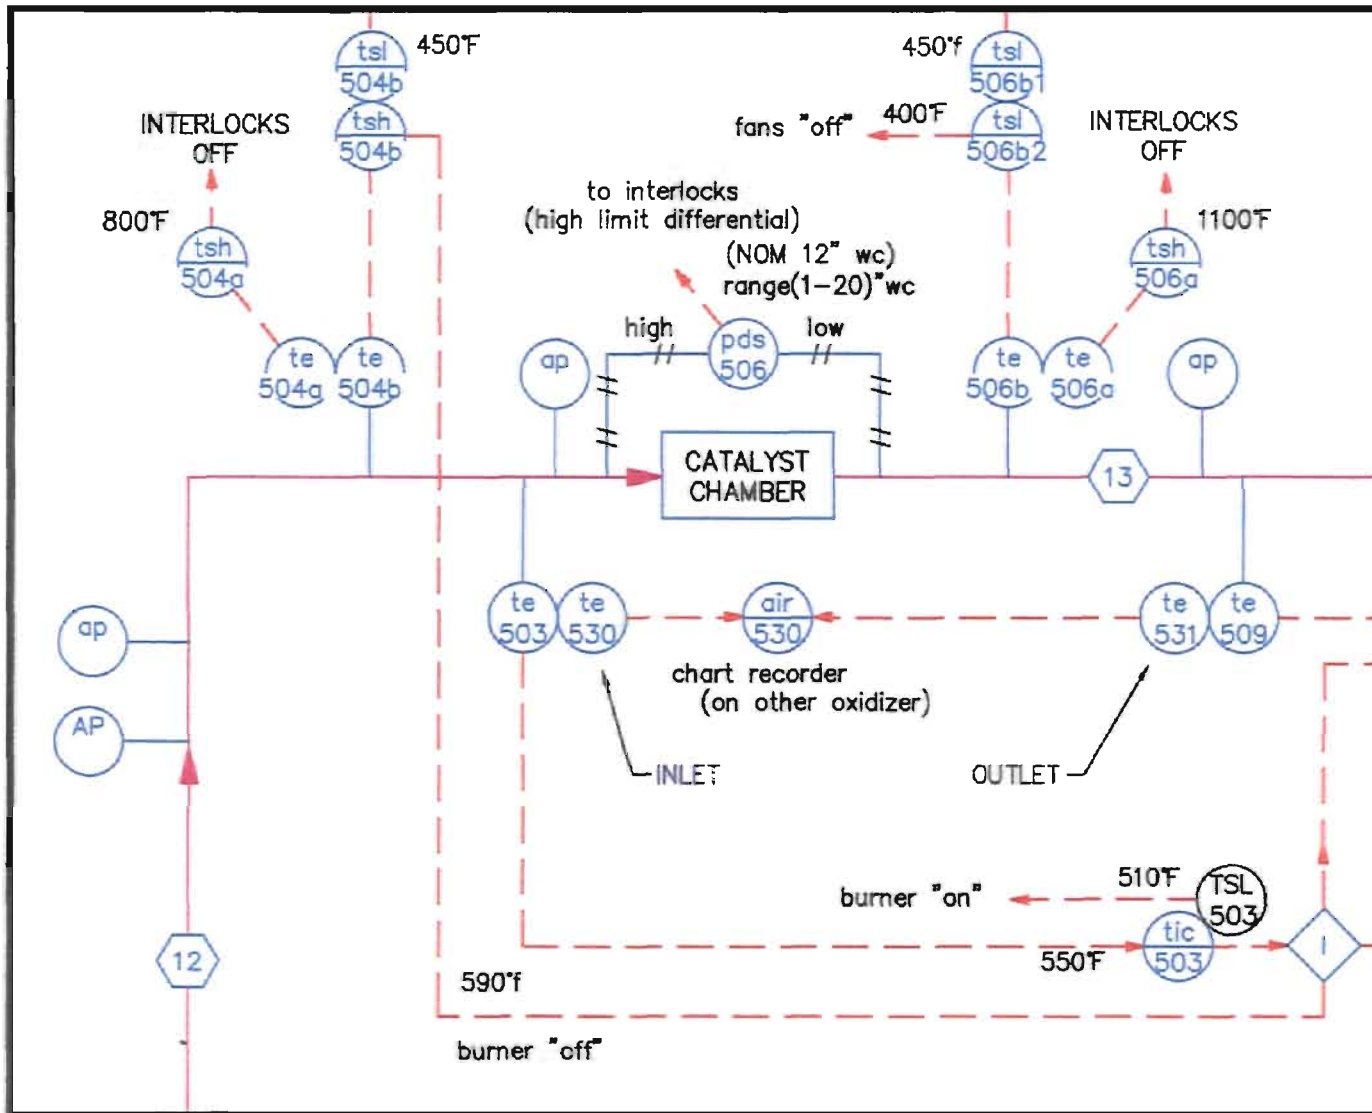 tsl
504b
450°F
tsh
504b
INTERLOCKS
OFF
800°F
tsh
504a
te
504a
te
504b
450°f
tsl
506b1
fans "off"
400°F
tsl
506b2
INTERLOCKS
OFF
1100°F
tsh
506a
to interlocks
(high limit differential)
(NOM 12" wc)
range(1-20)"wc
high
pds
506
low
ap
te
506b
te
506a
ap
CATALYST
CHAMBER
13
te
503
te
530
air
530
te
531
te
509
chart recorder
(on other oxidizer)
ap
AP
INLET
OUTLET
burner "on"
510°F
TSL
503
12
590°f
550°F
tic
503
I
burner "off"